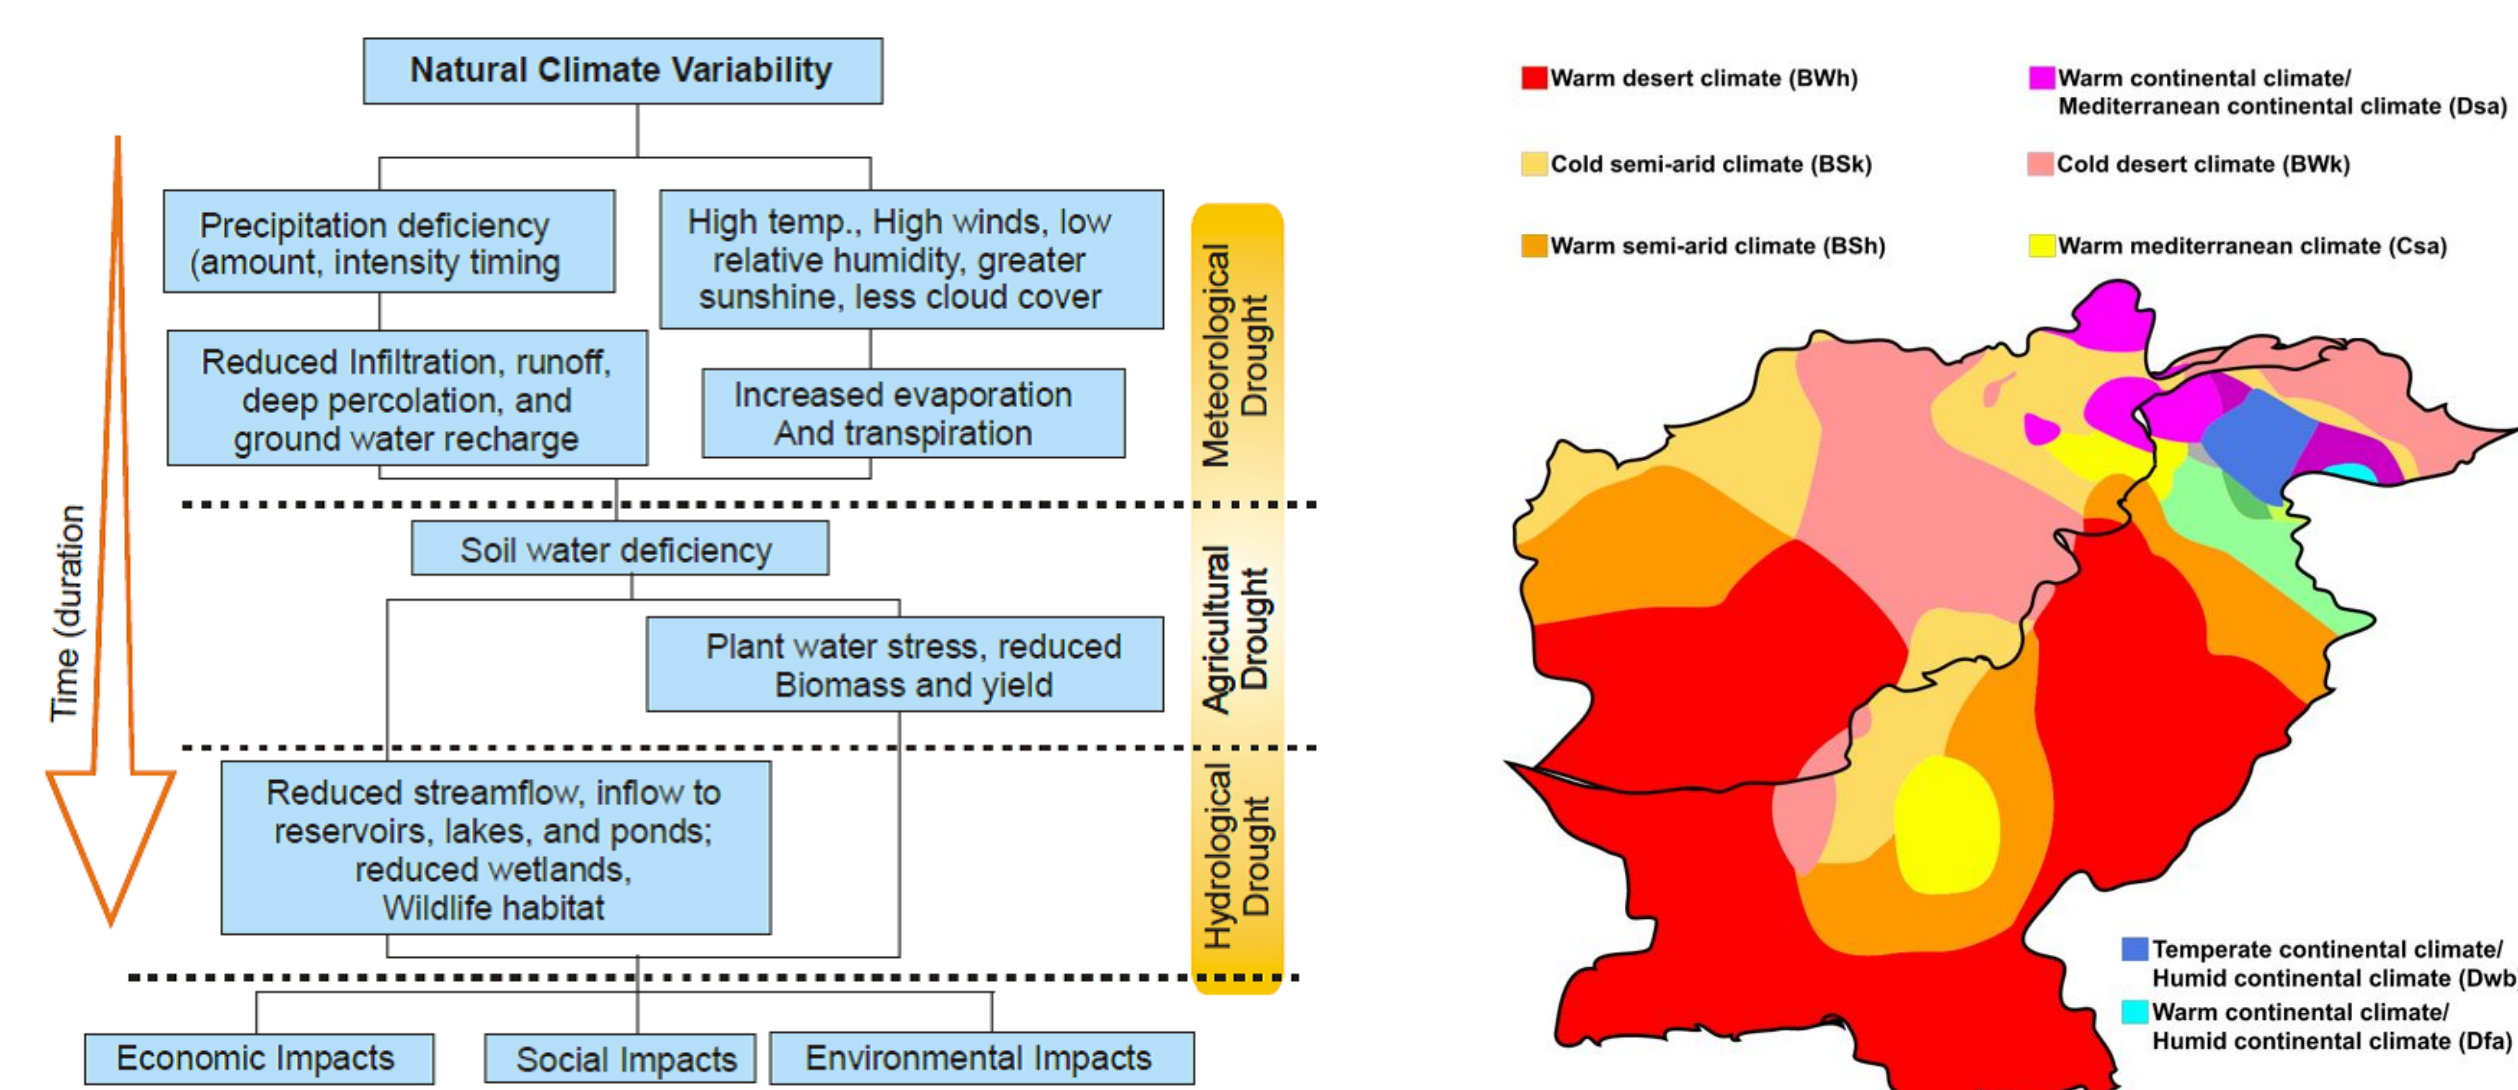 Natural Climate Variability
Precipitation deficiency
(amount, intensity timing
High temp., High winds, low
relative humidity, greater
sunshine, less cloud cover
Reduced Infiltration, runoff,
deep percolation, and
ground water recharge
Increased evaporation
And transpiration
Soil water deficiency
Plant water stress, reduced
Biomass and yield
Reduced streamflow, inflow to
reservoirs, lakes, and ponds;
reduced wetlands,
Wildlife habitat
Economic Impacts
Social Impacts
Environmental Impacts
Time (duration
Meteorological
Drought
Agricultural
Drought
Hydrological
Drought
Warm desert climate (BWh)
Cold semi-arid climate (BSk)
Warm semi-arid climate (BSh)
Warm continental climate/
Mediterranean continental climate (Dsa)
Cold desert climate (BWk)
Warm mediterranean climate (Csa)
Temperate continental climate/
Humid continental climate (Dwb
Warm continental climate/
Humid continental climate (Dfa)